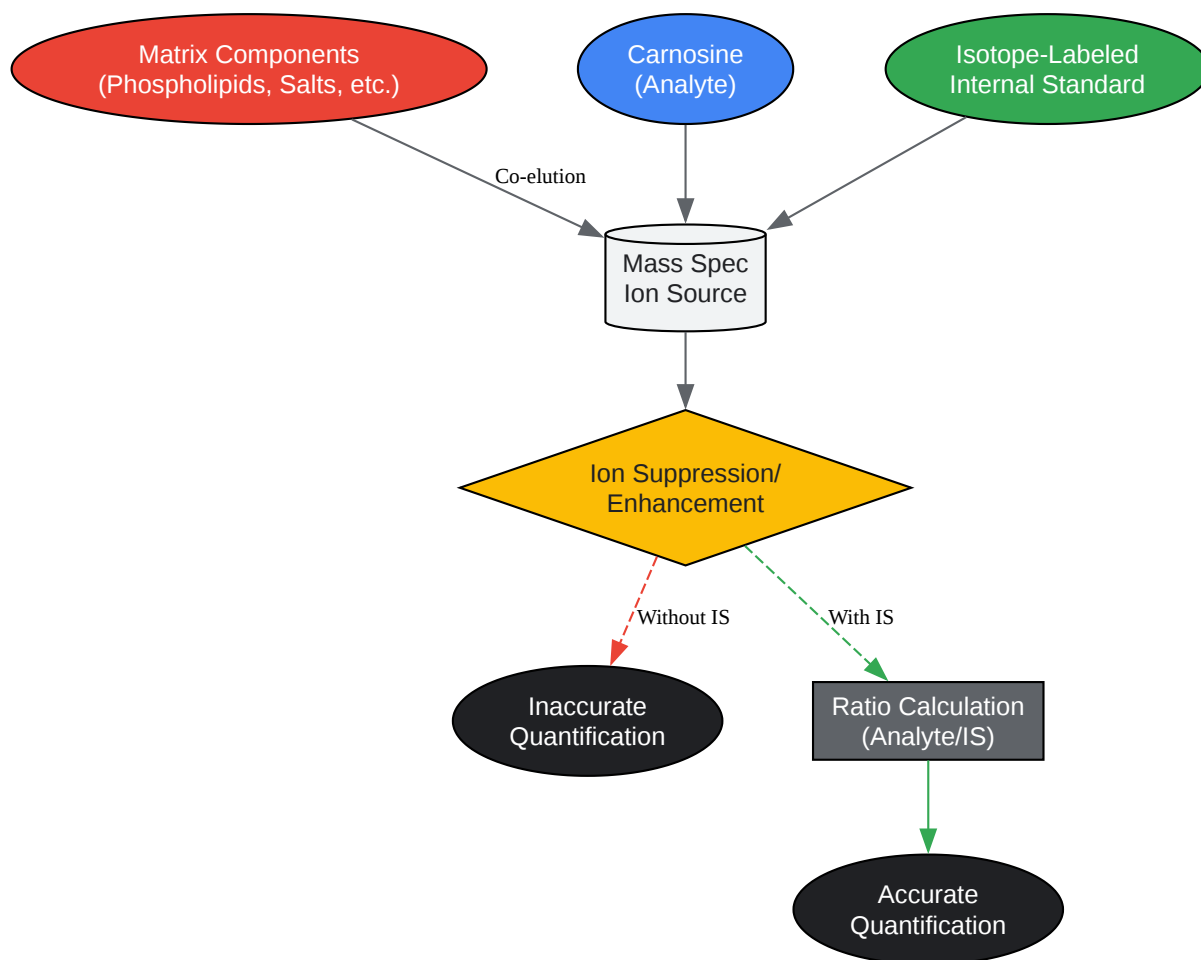 Matrix Components
(Phospholipids, Salts, etc.)
Carnosine
(Analyte)
Isotope-Labeled
Internal Standard
Co-elution
Mass Spec
Ion Source
Ion Suppression/
Enhancement
Without IS
With IS
Inaccurate
Quantification
Ratio Calculation
(Analyte/IS)
Accurate
Quantification